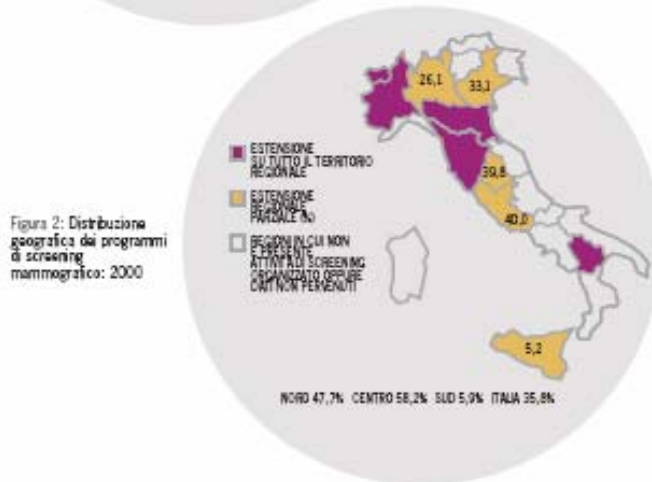 26,1
33,1
ESTENSIONE
SU TUTTO IL TERRITORIO
REGIONALE
39,8
ESTENSIONE
REGIONALE
PARZIALE (%)
40,0
Figura 2: Distribuzione
geografica dei programmi
di screening
mammografico: 2000
REGIONI IN CUI NON
È PRESENTE
ATTIVITÀ DI SCREENING
ORGANIZZATO OPPURE
DATI NON PERVENUTI
5,2
NORD 47,7% CENTRO 58,2% SUD 5,9% ITALIA 35,8%